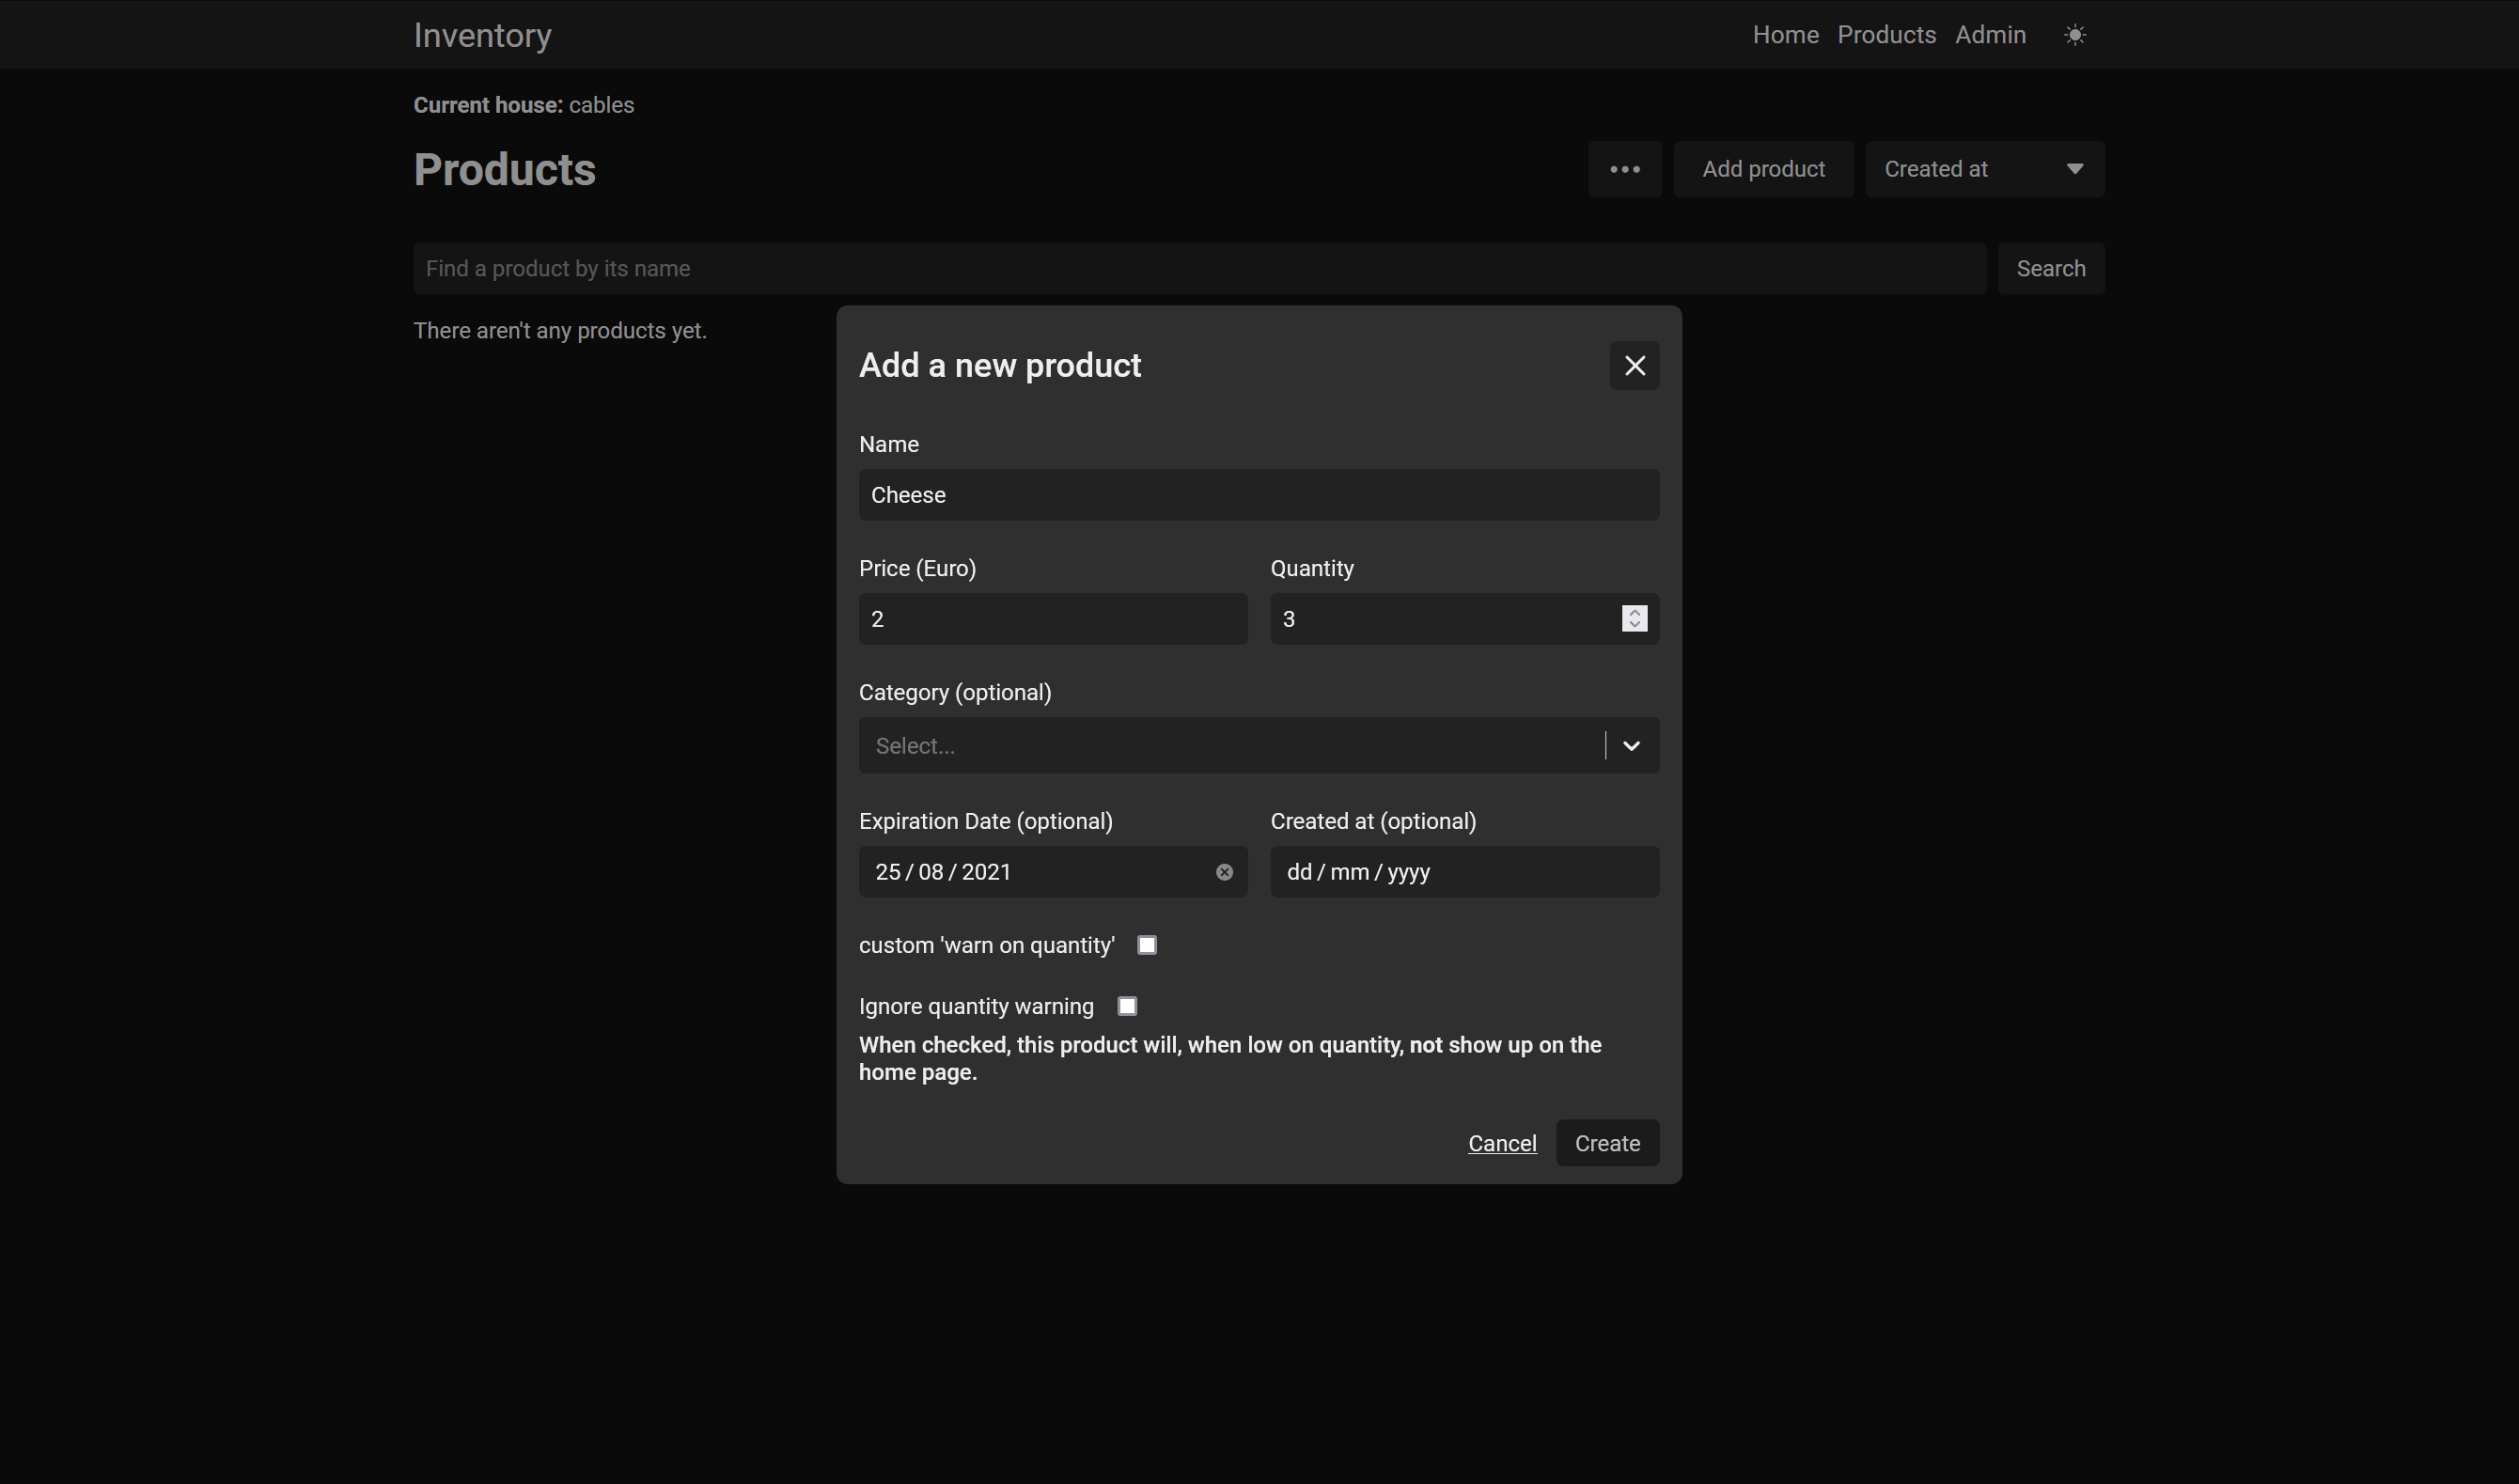 Inventory
Home Products Admin
Current house: cables
Products
••• Add product Created at
Find a product by its name Search
There aren't any products yet.
Add a new product
Name
Cheese
Price (Euro) Quantity
2 3
Category (optional)
Select...
Expiration Date (optional) Created at (optional)
25 / 08 / 2021 dd / mm / yyyy
custom 'warn on quantity'
Ignore quantity warning
When checked, this product will, when low on quantity, not show up on the
home page.
Cancel Create